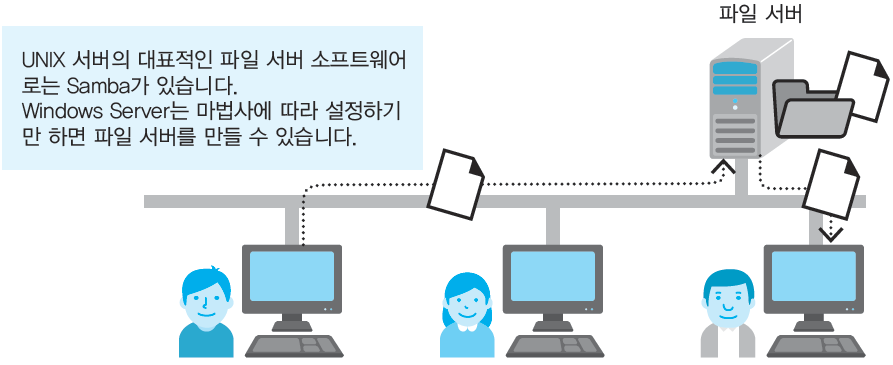 파일 서버
UNIX 서버의 대표적인 파일 서버 소프트웨어
로는 Samba가 있습니다.
Windows Server는 마법사에 따라 설정하기
만 하면 파일 서버를 만들 수 있습니다.